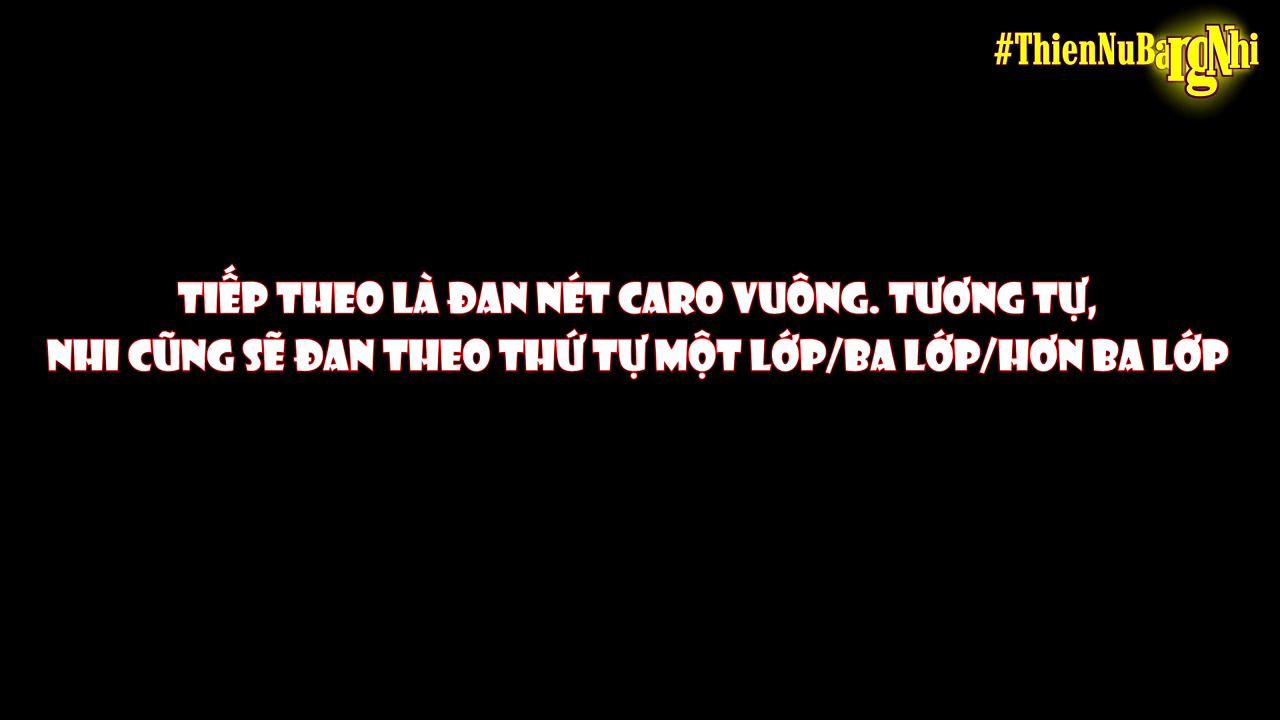 #ThienNuBangNhi
TIẾP THEO LÀ ĐAN NÉT CARO VUÔNG. TƯƠNG TỰ,
NHI CŨNG SẼ ĐAN THEO THỨ TỰ MỘT LỚP/BA LỚP/HƠN BA LỚP